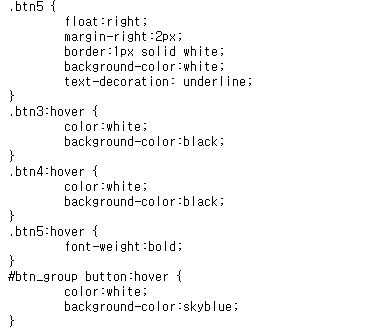 .btn5 {
        float:right;
        margin-right:2px;
        border:1px solid white;
        background-color:white;
        text-decoration: underline;
}
.btn3:hover {
        color:white;
        background-color:black;
}
.btn4:hover {
        color:white;
        background-color:black;
}
.btn5:hover {
        font-weight:bold;
}
#btn_group button:hover {
        color:white;
        background-color:skyblue;
}